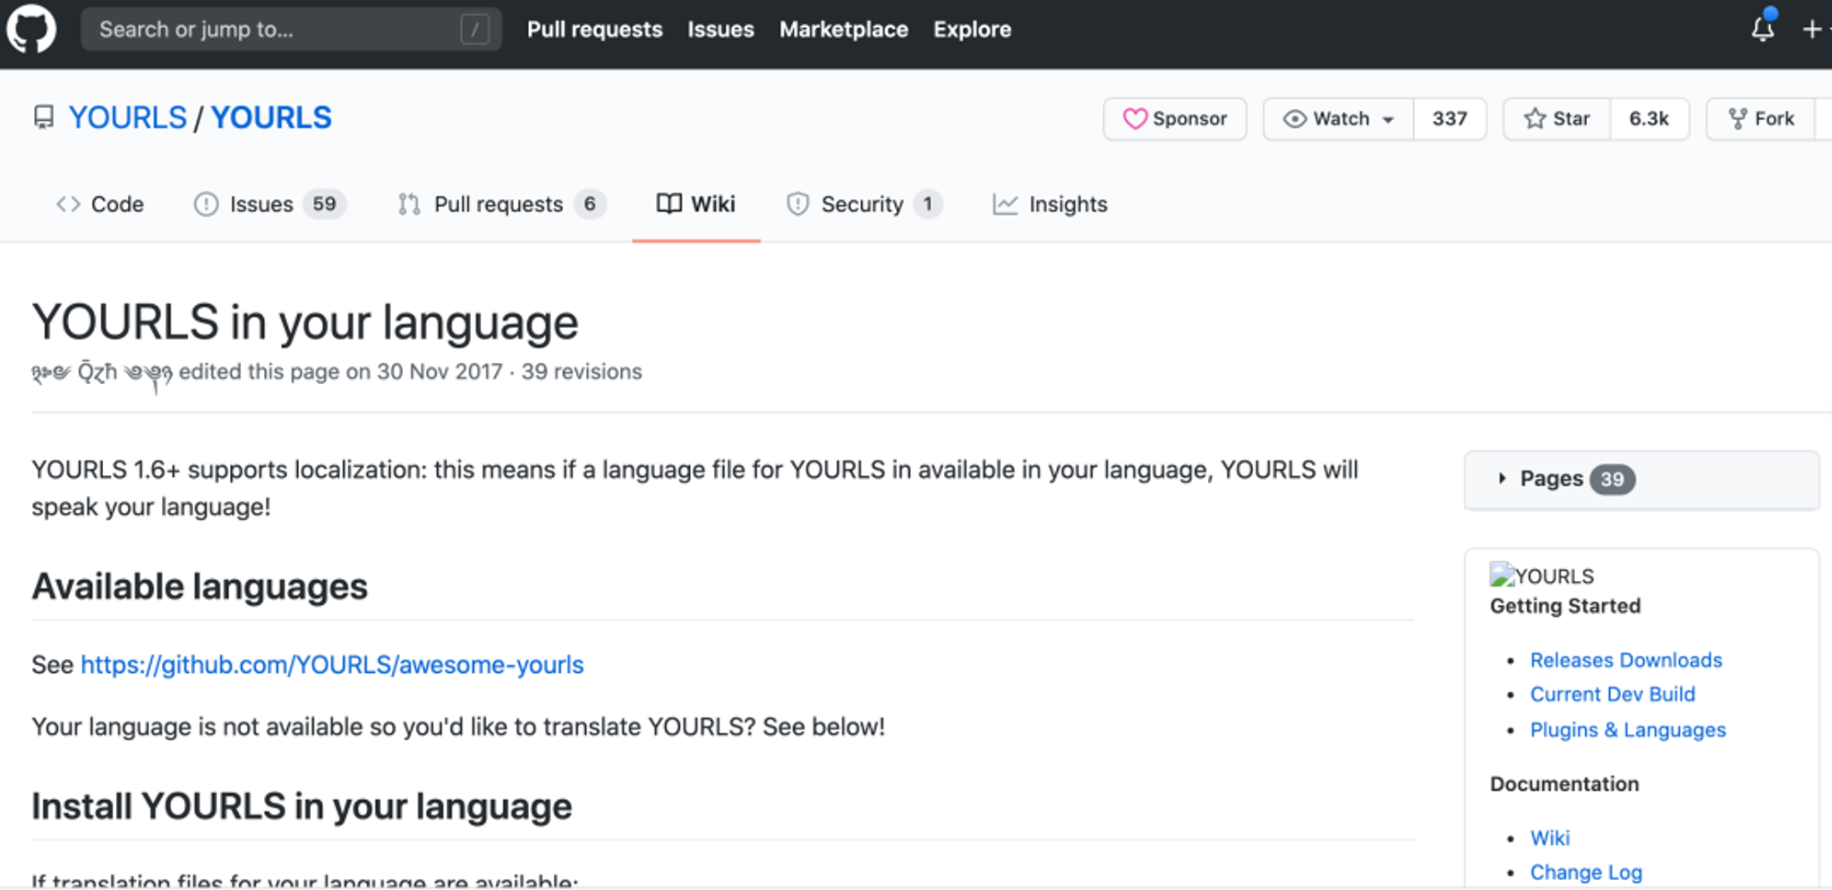 Search or jump to... /
Pull requests Issues Marketplace Explore
YOURLS / YOURLS
Sponsor Watch 337 Star 6.3k Fork
Code Issues 59 Pull requests 6 Wiki Security 1 Insights
YOURLS in your language
Q̄ɀħ edited this page on 30 Nov 2017 · 39 revisions
YOURLS 1.6+ supports localization: this means if a language file for YOURLS in available in your language, YOURLS will
speak your language!
Available languages
See https://github.com/YOURLS/awesome-yourls
Your language is not available so you'd like to translate YOURLS? See below!
Install YOURLS in your language
If translation files for your language are available:
Pages 39
YOURLS
Getting Started
• Releases Downloads
• Current Dev Build
• Plugins & Languages
Documentation
• Wiki
• Change Log